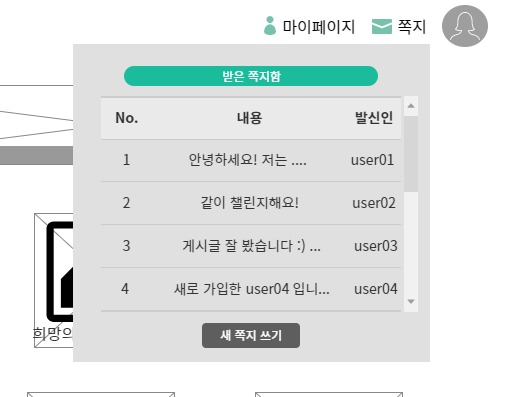 마이페이지 쪽지
받은 쪽지함
No. 내용 발신인
1 안녕하세요! 저는 ....
user01
2 같이 챌린지해요! user02
3 게시글 잘 봤습니다 :) ... user03
4 새로 가입한 user04 입니... user04
새 쪽지 쓰기
희망의